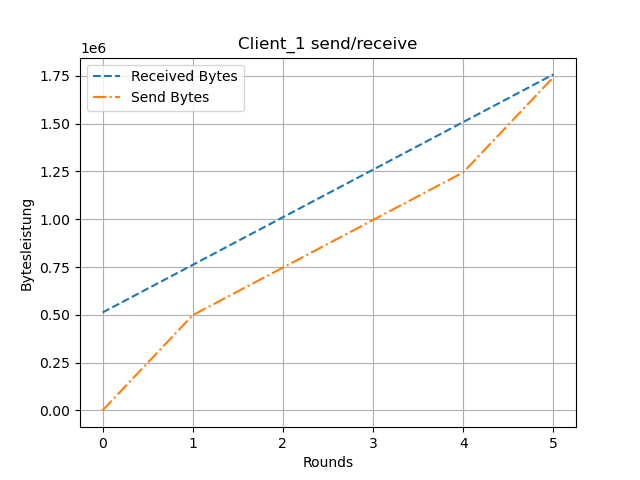 Client_1 send/receive
1e6
Received Bytes
Send Bytes
1.75
1.50
1.25
1.00
0.75
0.50
0.25
0.00
Bytesleistung
0 1 2 3 4 5
Rounds